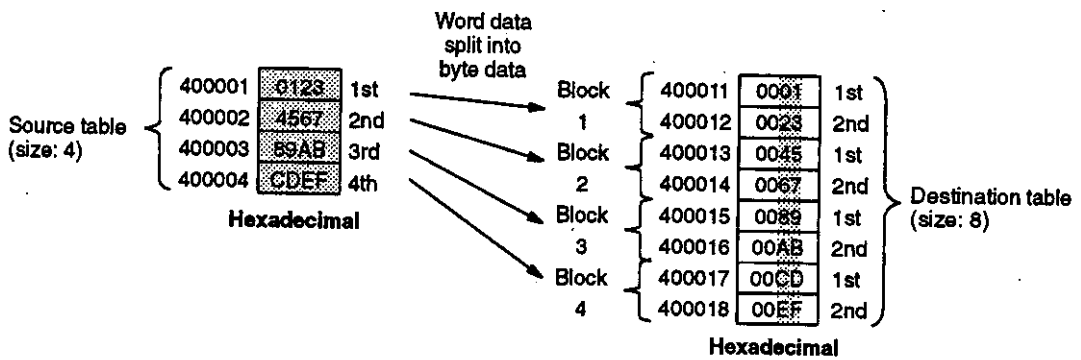 Word data
split into
byte data
Source table
(size: 4)
400001 0123 1st
400002 4567 2nd
400003 89AB 3rd
400004 CDEF 4th
Hexadecimal
Block
1
Block
2
Block
3
Block
4
400011 0001 1st
400012 0023 2nd
400013 0045 1st
400014 0067 2nd
400015 0089 1st
400016 00AB 2nd
400017 00CD 1st
400018 00EF 2nd
Hexadecimal
Destination table
(size: 8)